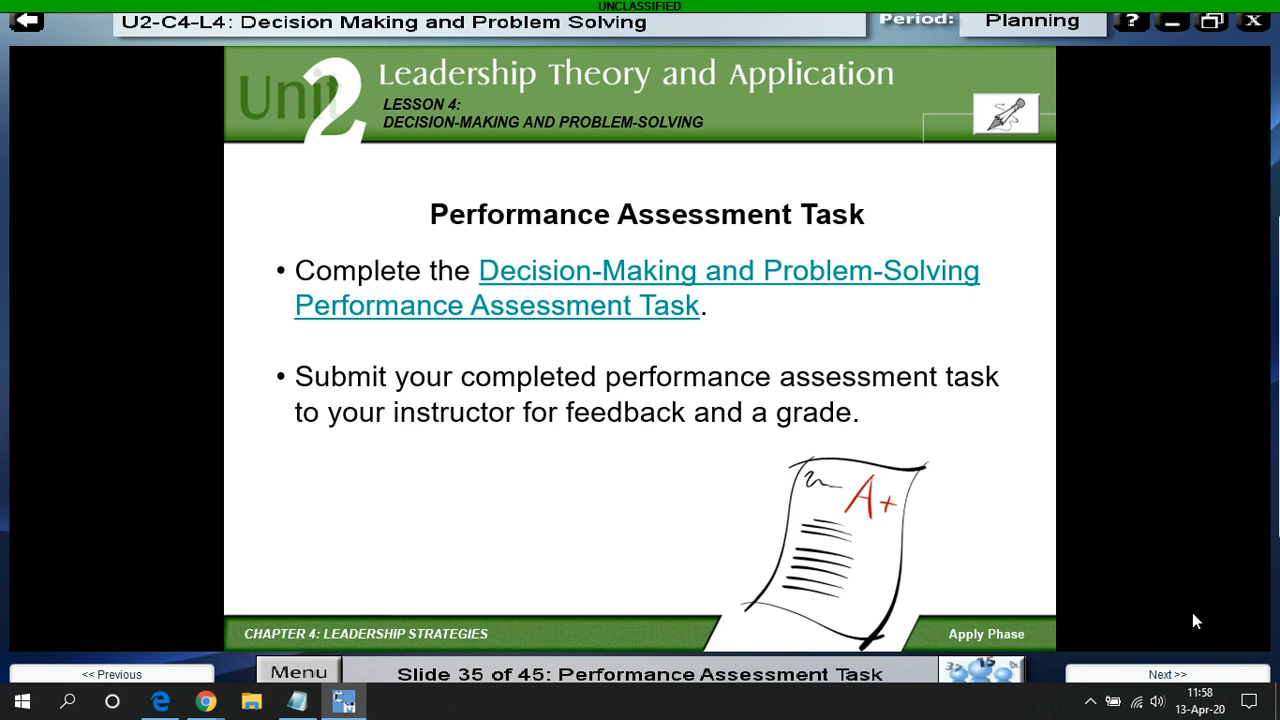 UNCLASSIFIED
U2-C4-L4: Decision Making and Problem Solving
Period:
Planning
?
X
Unit 2
Leadership Theory and Application
LESSON 4:
DECISION-MAKING AND PROBLEM-SOLVING
Performance Assessment Task
• Complete the Decision-Making and Problem-Solving
Performance Assessment Task.
• Submit your completed performance assessment task
to your instructor for feedback and a grade.
A+
CHAPTER 4: LEADERSHIP STRATEGIES
Apply Phase
<< Previous
Menu
Slide 35 of 45: Performance Assessment Task
Next >>
11:58
13-Apr-20